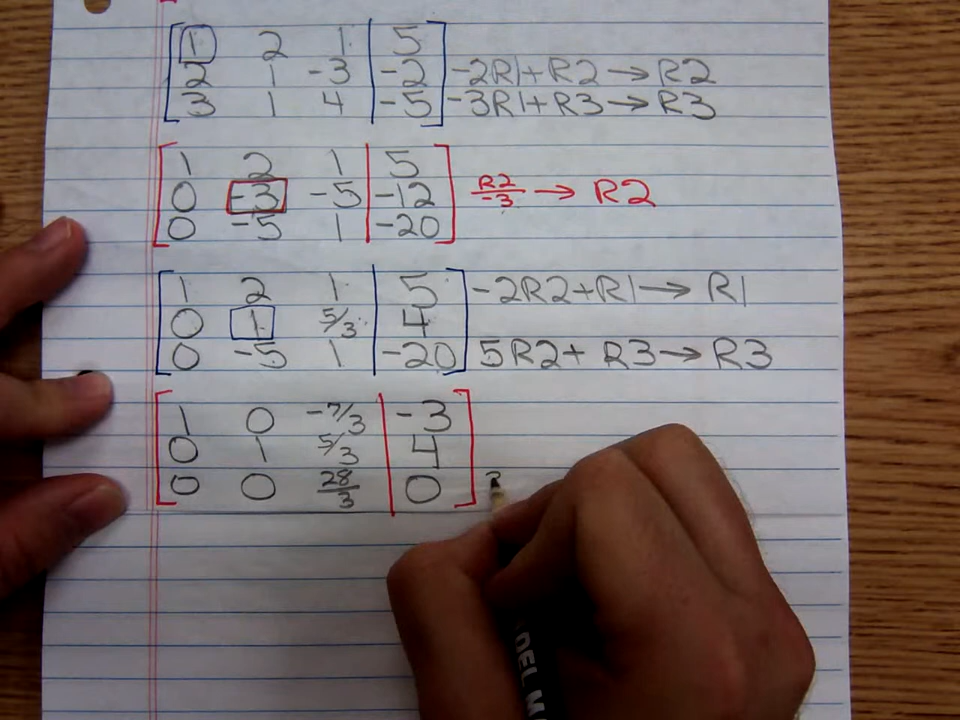 1 2 1 5
2 1 -3 -2 -2R1+R2→R2
3 1 4 -5 -3R1+R3→R3
1 2 1 5
0 -3 -5 -12 R2/-3 → R2
0 -5 1 -20
1 2 1 5 -2R2+R1→R1
0 1 5/3 4
0 -5 1 -20 5R2+R3→R3
1 0 -7/3 -3
0 1 5/3 4
0 0 28/3 0
DEL M